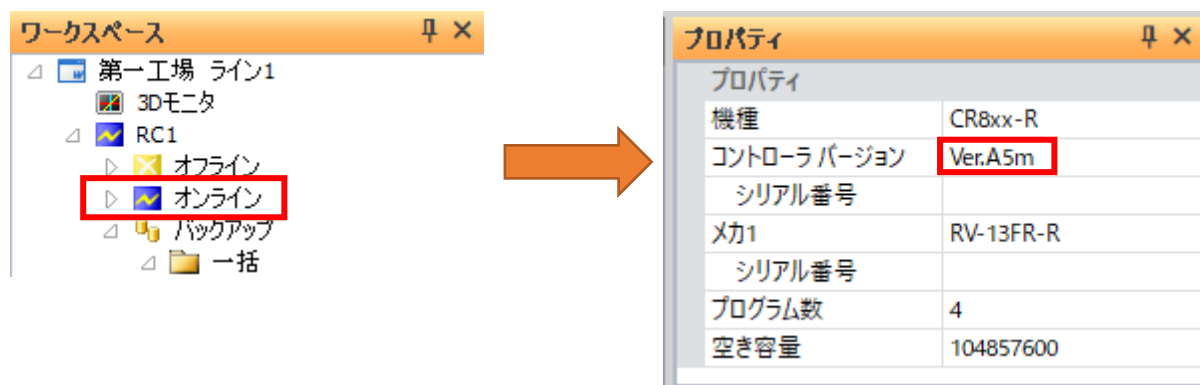 ワークスペース
第一工場 ライン1
3Dモニタ
RC1
オフライン
オンライン
バックアップ
一括
プロパティ
プロパティ
機種 CR8xx-R
コントローラ バージョン Ver.A5m
シリアル番号
メカ1 RV-13FR-R
シリアル番号
プログラム数 4
空き容量 104857600